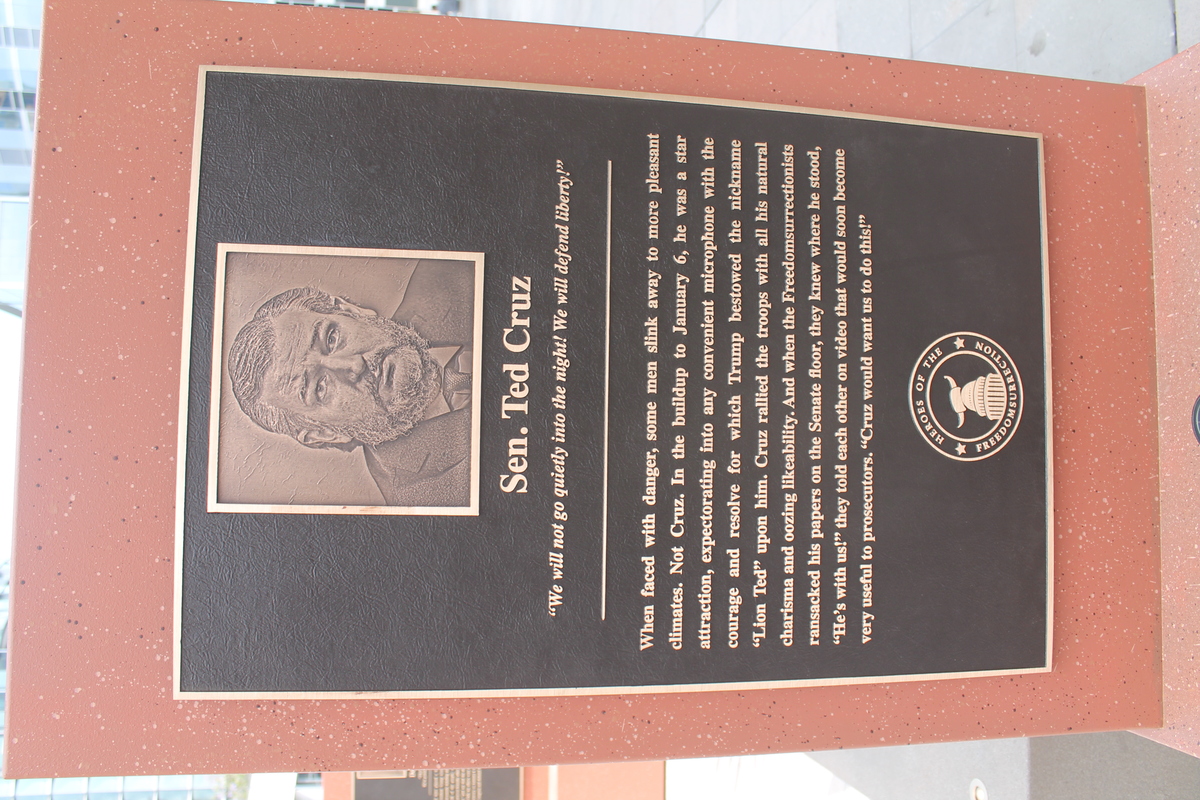 Sen. Ted Cruz
“We will not go quietly into the night! We will defend liberty!”
When faced with danger, some men slink away to more pleasant
climates. Not Cruz. In the buildup to January 6, he was a star
attraction, expectorating into any convenient microphone with the
courage and resolve for which Trump bestowed the nickname
“Lion Ted” upon him. Cruz rallied the troops with all his natural
charisma and oozing likeability. And when the Freedomsurrectionists
ransacked his papers on the Senate floor, they knew where he stood,
“He’s with us!” they told each other on video that would soon become
very useful to prosecutors. “Cruz would want us to do this!”
HEROES OF THE
FREEDOMSURRECTION